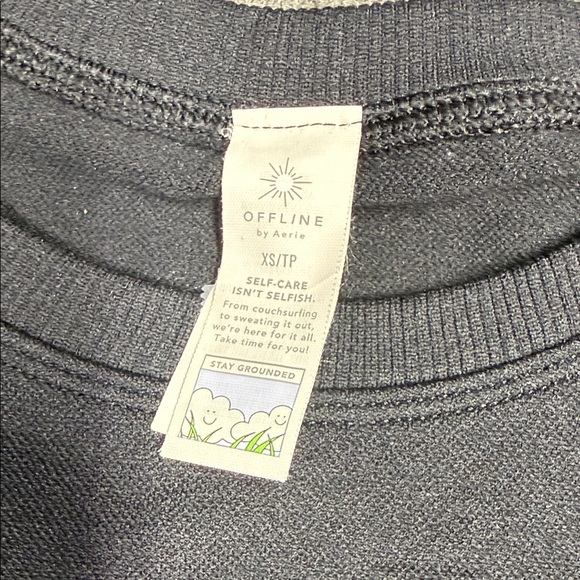 OFFLINE
by Aerie
XS/TP
SELF-CARE
ISN'T SELFISH.
From couchsurfing
to sweating it out,
we're here for it all.
Take time for you!
STAY GROUNDED